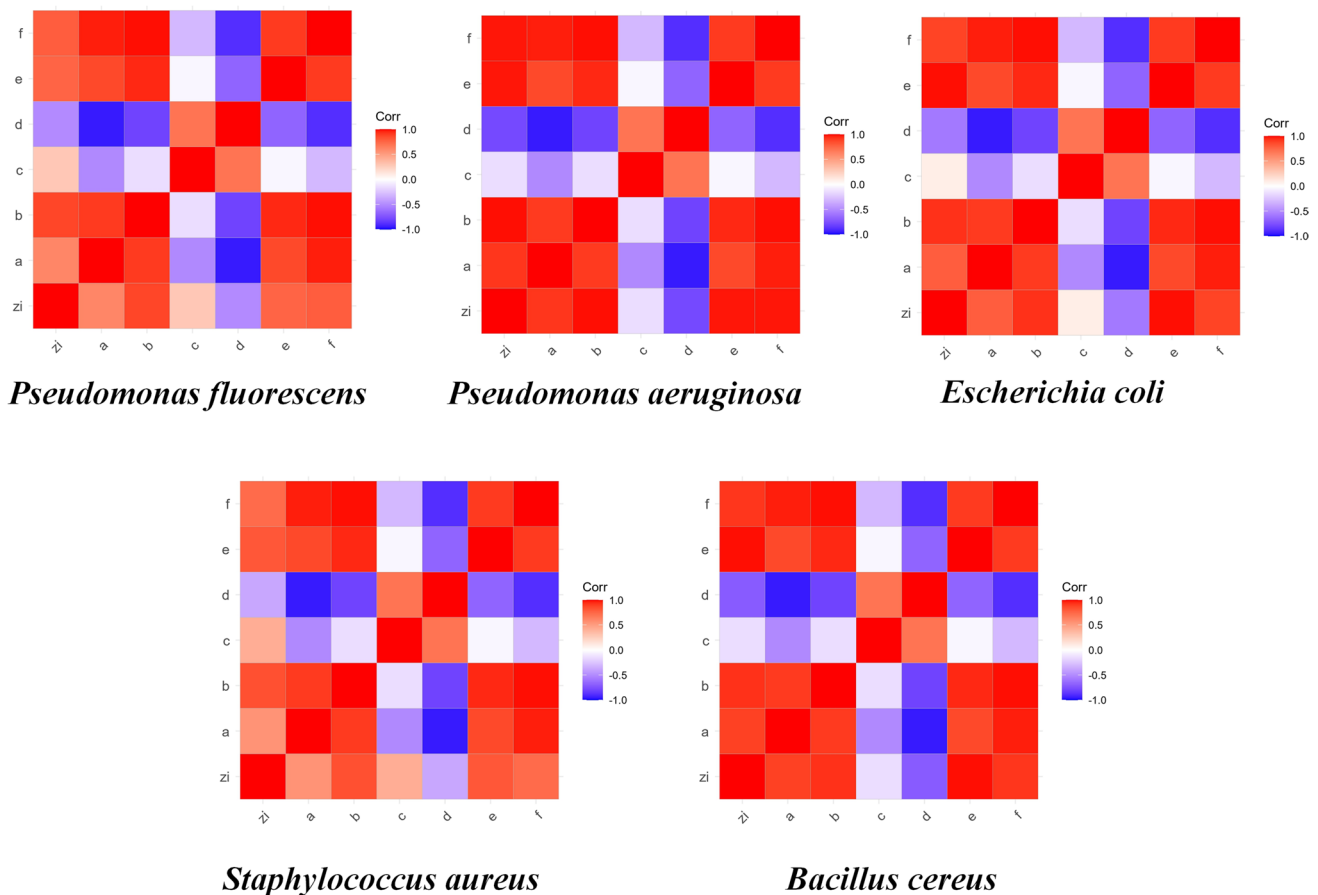 f
e
d
c
b
a
zi
zi a b c d e f
Corr
1.0
0.5
0.0
-0.5
-1.0
Pseudomonas fluorescens
f
e
d
c
b
a
zi
zi a b c d e f
Corr
1.0
0.5
0.0
-0.5
-1.0
Pseudomonas aeruginosa
f
e
d
c
b
a
zi
zi a b c d e f
Corr
1.0
0.5
0.0
-0.5
-1.0
Escherichia coli
f
e
d
c
b
a
zi
zi a b c d e f
Corr
1.0
0.5
0.0
-0.5
-1.0
Staphylococcus aureus
f
e
d
c
b
a
zi
zi a b c d e f
Corr
1.0
0.5
0.0
-0.5
-1.0
Bacillus cereus